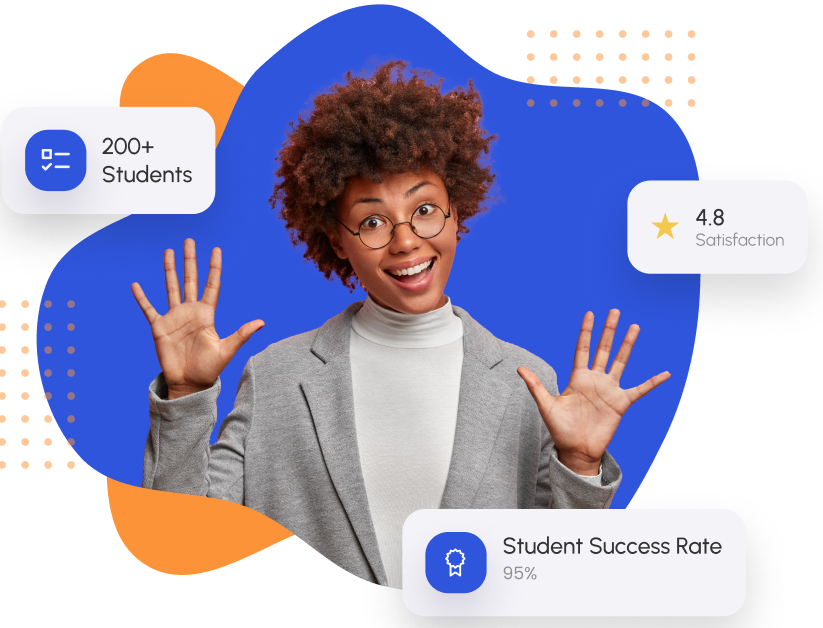 200+
Students
4.8
Satisfaction
Student Success Rate
95%